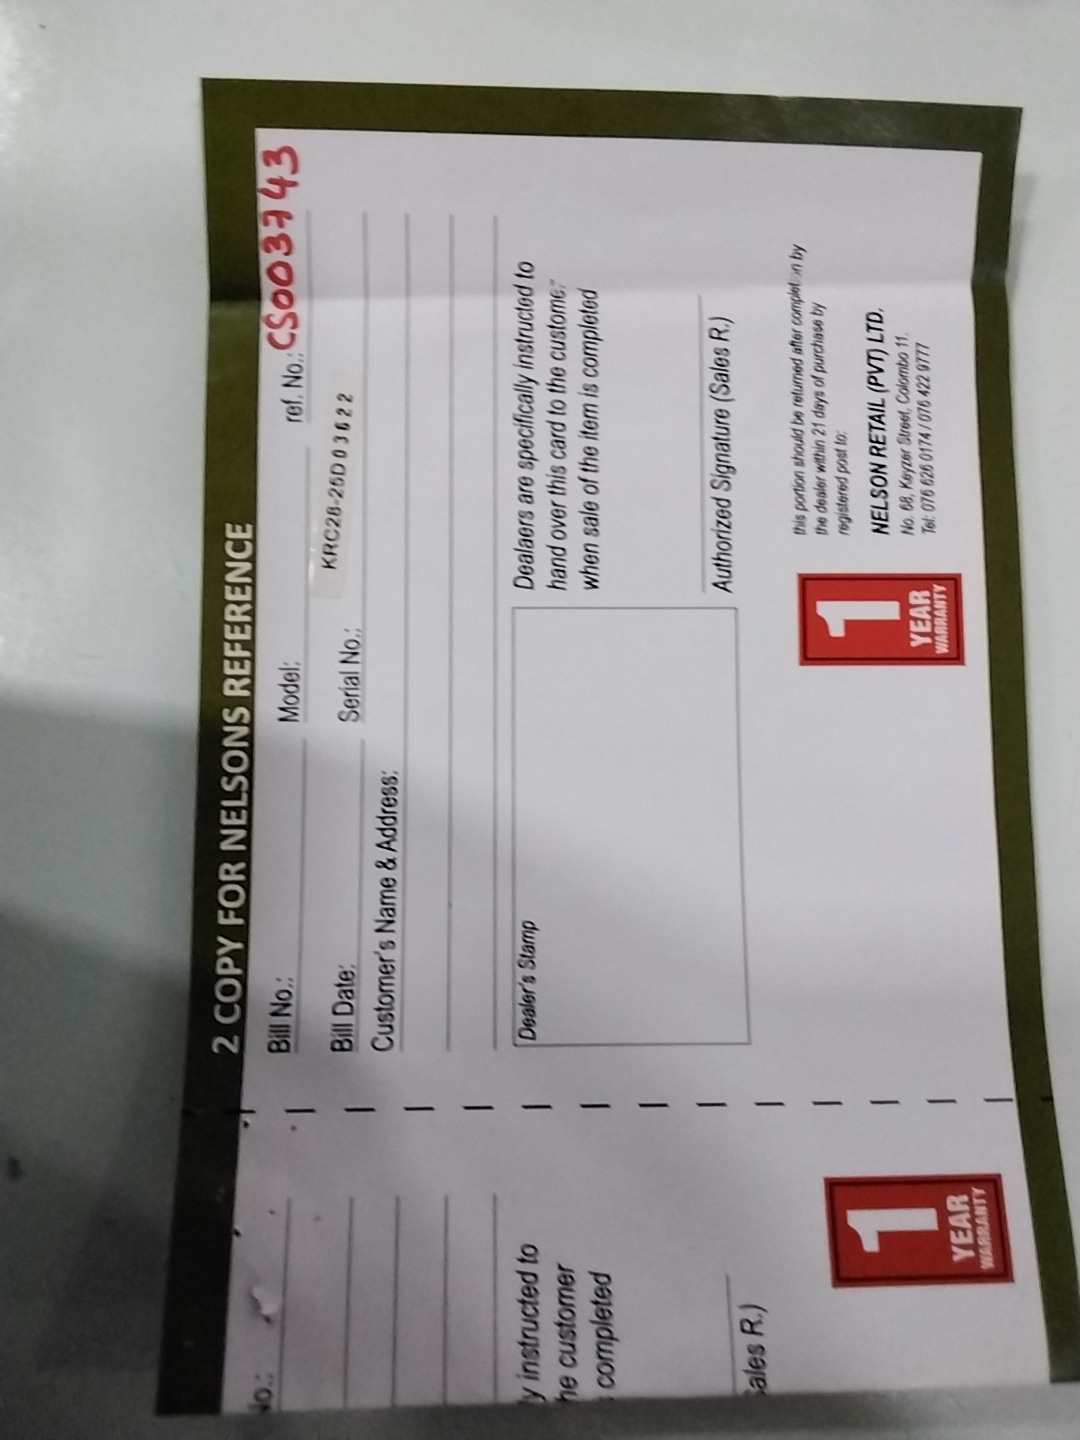 2 COPY FOR NELSONS REFERENCE
Bill No.: Model: ref. No.: CS003743
Bill Date: Serial No.: KRC28-25D03622
Customer's Name & Address:
Dealer's Stamp
Dealaers are specifically instructed to
hand over this card to the customer
when sale of the item is completed
Authorized Signature (Sales R.)
1
YEAR
WARRANTY
this portion should be returned after completion by
the dealer within 21 days of purchase by
registered post to:
NELSON RETAIL (PVT) LTD.
No. 68, Keyzer Street, Colombo 11.
Tel: 076 626 0174 / 076 422 9777
No.:
y instructed to
he customer
completed
ales R.)
1
YEAR
WARRANTY